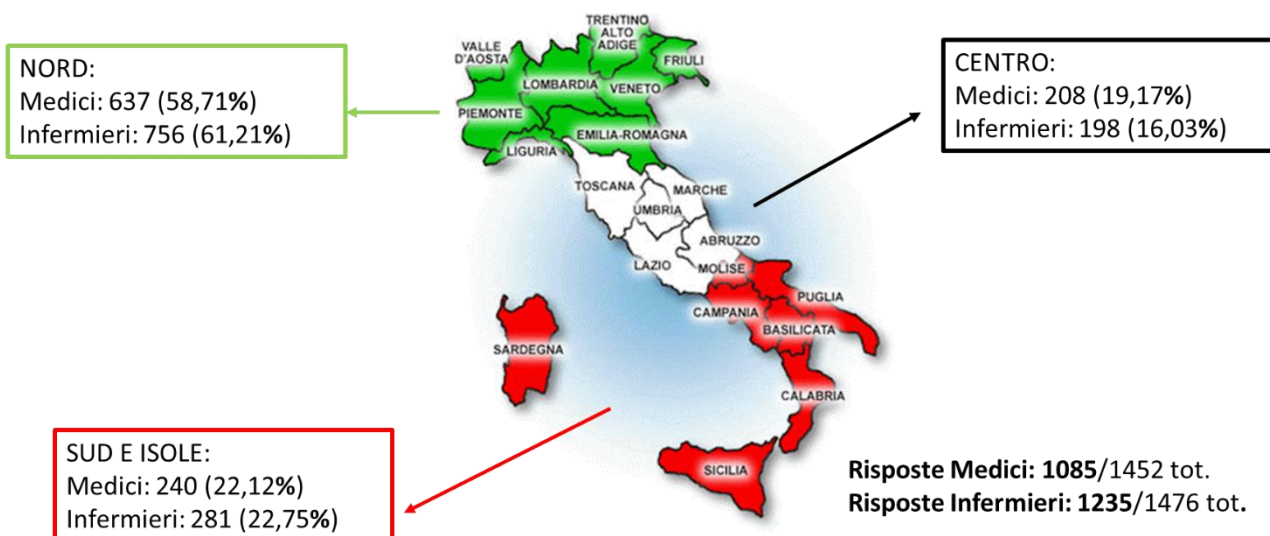 NORD:
Medici: 637 (58,71%)
Infermieri: 756 (61,21%)
CENTRO:
Medici: 208 (19,17%)
Infermieri: 198 (16,03%)
TRENTINO
ALTO
ADIGE
VALLE
D'AOSTA
FRIULI
LOMBARDIA
VENETO
PIEMONTE
EMILIA-ROMAGNA
LIGURIA
TOSCANA
MARCHE
UMBRIA
ABRUZZO
LAZIO
MOLISE
PUGLIA
CAMPANIA
BASILICATA
SARDEGNA
CALABRIA
SICILIA
SUD E ISOLE:
Medici: 240 (22,12%)
Infermieri: 281 (22,75%)
Risposte Medici: 1085/1452 tot.
Risposte Infermieri: 1235/1476 tot.